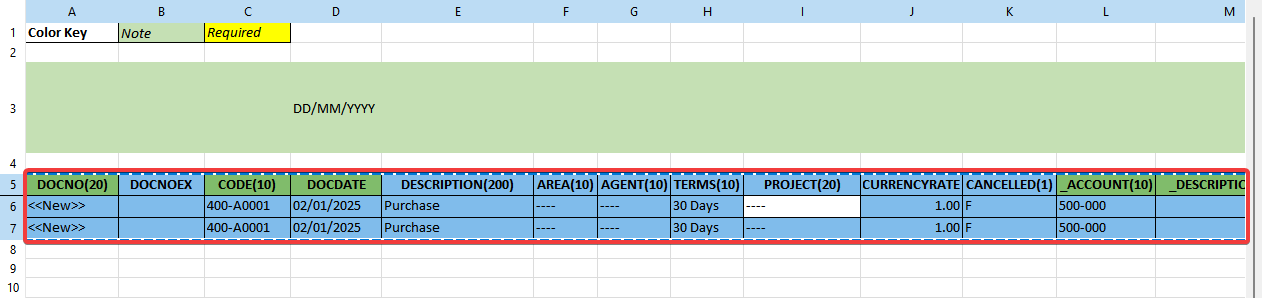 A B C D E F G H I J K L M
1 Color Key Note Required
2
3 DD/MM/YYYY
4
5 DOCNO(20) DOCNOEX CODE(10) DOCDATE DESCRIPTION(200) AREA(10) AGENT(10) TERMS(10) PROJECT(20) CURRENCYRATE CANCELLED(1) _ACCOUNT(10) _DESCRIPTIO
6 <<New>> 400-A0001 02/01/2025 Purchase ---- ---- 30 Days ---- 1.00 F 500-000
7 <<New>> 400-A0001 02/01/2025 Purchase ---- ---- 30 Days ---- 1.00 F 500-000
8
9
10